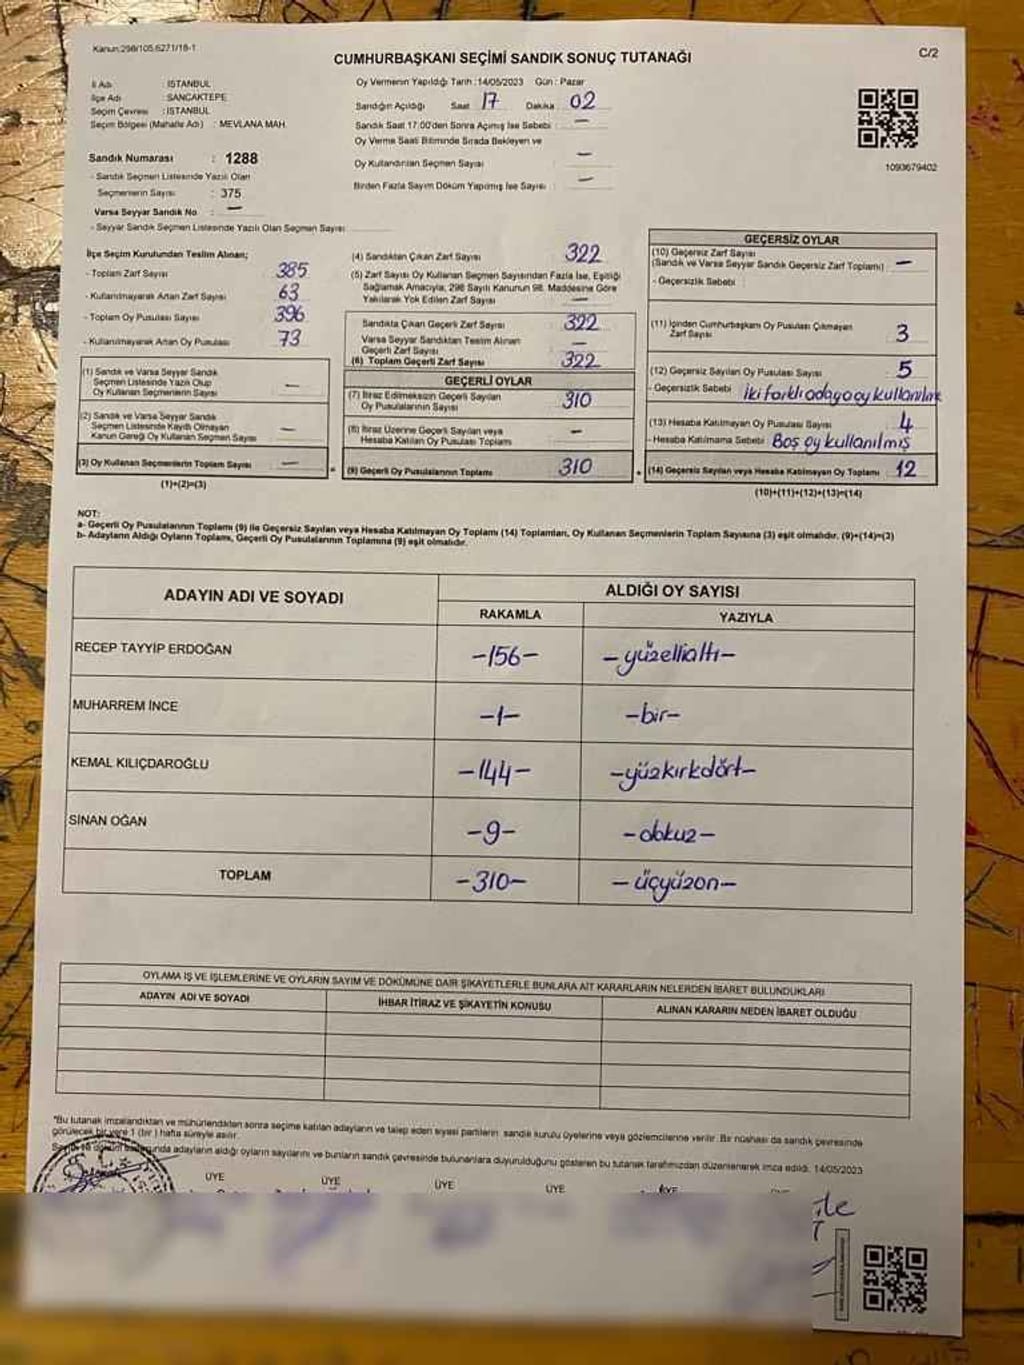 Kanun:298/105,6271/18-1
C/2
CUMHURBAŞKANI SEÇİMİ SANDIK SONUÇ TUTANAĞI
İl Adı : İSTANBUL
İlçe Adı : SANCAKTEPE
Seçim Çevresi : İSTANBUL
Seçim Bölgesi (Mahalle Adı) : MEVLANA MAH.
Oy Vermenin Yapıldığı Tarih :14/05/2023 Gün : Pazar
Sandığın Açıldığı Saat 17 Dakika 02
Sandık Saat 17:00'den Sonra Açımış İse Sebebi : —
Oy Verme Saati Bitiminde Sırada Bekleyen ve
Oy Kullandırılan Seçmen Sayısı —
Birden Fazla Sayım Döküm Yapılmış İse Sayısı : —
1093679402
Sandık Numarası : 1288
- Sandık Seçmen Listesinde Yazılı Olan
Seçmenlerin Sayısı : 375
Varsa Seyyar Sandık No : —
- Seyyar Sandık Seçmen Listesinde Yazılı Olan Seçmen Sayısı:
İlçe Seçim Kurulundan Teslim Alınan;
- Toplam Zarf Sayısı 385
- Kullanılmayarak Artan Zarf Sayısı 63
- Toplam Oy Pusulası Sayısı 396
- Kullanılmayarak Artan Oy Pusulası 73
(1) Sandık ve Varsa Seyyar Sandık
Seçmen Listesinde Yazılı Olup
Oy Kullanan Seçmenlerin Sayısı —
(2) Sandık ve Varsa Seyyar Sandık
Seçmen Listesinde Kayıtlı Olmayan
Kanun Gereği Oy Kullanan Seçmen Sayısı —
(3) Oy Kullanan Seçmenlerin Toplam Sayısı —
(1)+(2)=(3)
(4) Sandıktan Çıkan Zarf Sayısı 322
(5) Zarf Sayısı Oy Kullanan Seçmen Sayısından Fazla İse, Eşitliği
Sağlamak Amacıyla, 298 Sayılı Kanunun 98. Maddesine Göre
Yakılarak Yok Edilen Zarf Sayısı —
Sandıkta Çıkan Geçerli Zarf Sayısı 322
Varsa Seyyar Sandıktan Teslim Alınan
Geçerli Zarf Sayısı —
(6) Toplam Geçerli Zarf Sayısı 322
GEÇERLİ OYLAR
(7) İtiraz Edilmeksizin Geçerli Sayılan
Oy Pusulalarının Sayısı 310
(8) İtiraz Üzerine Geçerli Sayılan veya
Hesaba Katılan Oy Pusulası Toplamı —
(9) Geçerli Oy Pusulalarının Toplamı 310
GEÇERSİZ OYLAR
(10) Geçersiz Zarf Sayısı
(Sandık ve Varsa Seyyar Sandık Geçersiz Zarf Toplamı) —
- Geçersizlik Sebebi :
(11) İçinden Cumhurbaşkanı Oy Pusulası Çıkmayan
Zarf Sayısı 3
(12) Geçersiz Sayılan Oy Pusulası Sayısı 5
- Geçersizlik Sebebi İki farklı adaya oy kullanılmış
(13) Hesaba Katılmayan Oy Pusulası Sayısı 4
- Hesaba Katılmama Sebebi Boş oy kullanılmış
(14) Geçersiz Sayılan veya Hesaba Katılmayan Oy Toplamı 12
(10)+(11)+(12)+(13)=(14)
NOT:
a- Geçerli Oy Pusulalarının Toplamı (9) ile Geçersiz Sayılan veya Hesaba Katılmayan Oy Toplamı (14) Toplamları, Oy Kullanan Seçmenlerin Toplam Sayısına (3) eşit olmalıdır. (9)+(14)=(3)
b- Adayların Aldığı Oyların Toplamı, Geçerli Oy Pusulalarının Toplamına (9) eşit olmalıdır.
ADAYIN ADI VE SOYADI
ALDIĞI OY SAYISI
RAKAMLA YAZIYLA
RECEP TAYYİP ERDOĞAN -156- -yüzellialtı-
MUHARREM İNCE -1- -bir-
KEMAL KILIÇDAROĞLU -144- -yüzkırkdört-
SİNAN OĞAN -9- -dokuz-
TOPLAM -310- -üçyüzon-
OYLAMA İŞ VE İŞLEMLERİNE VE OYLARIN SAYIM VE DÖKÜMÜNE DAİR ŞİKAYETLERLE BUNLARA AİT KARARLARIN NELERDEN İBARET BULUNDUKLARI
ADAYIN ADI VE SOYADI İHBAR İTİRAZ VE ŞİKAYETİN KONUSU ALINAN KARARIN NEDEN İBARET OLDUĞU
*Bu tutanak imzalandıktan ve mühürlendikten sonra seçime katılan adayların ve talep eden siyasi partilerin sandık kurulu üyelerine veya gözlemcilerine verilir. Bir nüshası da sandık çevresinde
görülecek bir yere 1 (bir) hafta süreyle asılır.
adayların aldığı oyların sayılarını ve bunların sandık çevresinde bulunanlara duyurulduğunu gösteren bu tutanak tarafımızdan düzenlenerek imza edildi. 14/05/2023
ÜYE ÜYE ÜYE ÜYE ÜYE